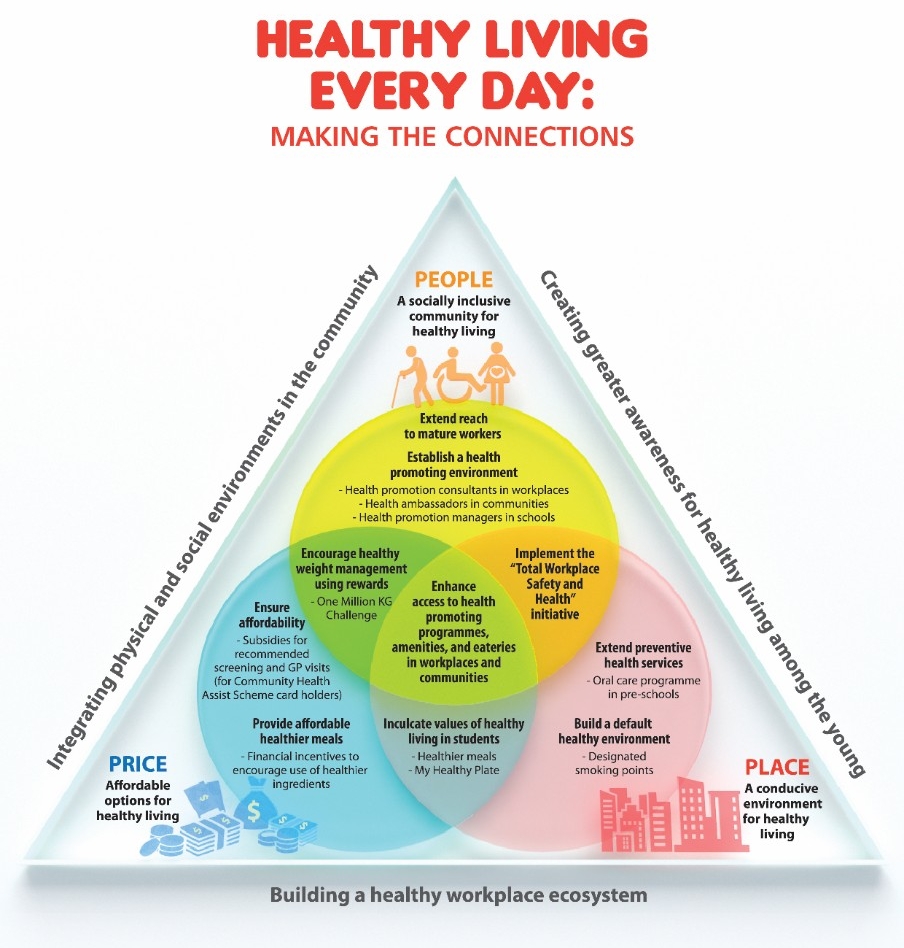 HEALTHY LIVING
EVERY DAY:
MAKING THE CONNECTIONS
Integrating physical and social environments in the community
Creating greater awareness for healthy living among the young
PEOPLE
A socially inclusive
community for
healthy living
Extend reach
to mature workers
Establish a health
promoting environment
- Health promotion consultants in workplaces
- Health ambassadors in communities
- Health promotion managers in schools
Encourage healthy
weight management
using rewards
- One Million KG
Challenge
Implement the
"Total Workplace
Safety and
Health"
initiative
Enhance
access to health
promoting
programmes,
amenities, and eateries
in workplaces and
communities
Ensure
affordability
- Subsidies for
recommended
screening and GP visits
(for Community Health
Assist Scheme card holders)
Provide affordable
healthier meals
- Financial incentives to
encourage use of healthier
ingredients
Inculcate values of healthy
living in students
- Healthier meals
- My Healthy Plate
Extend preventive
health services
- Oral care programme
in pre-schools
Build a default
healthy environment
- Designated
smoking points
PRICE
Affordable
options for
healthy living
$
$
PLACE
A conducive
environment
for healthy
living
Building a healthy workplace ecosystem